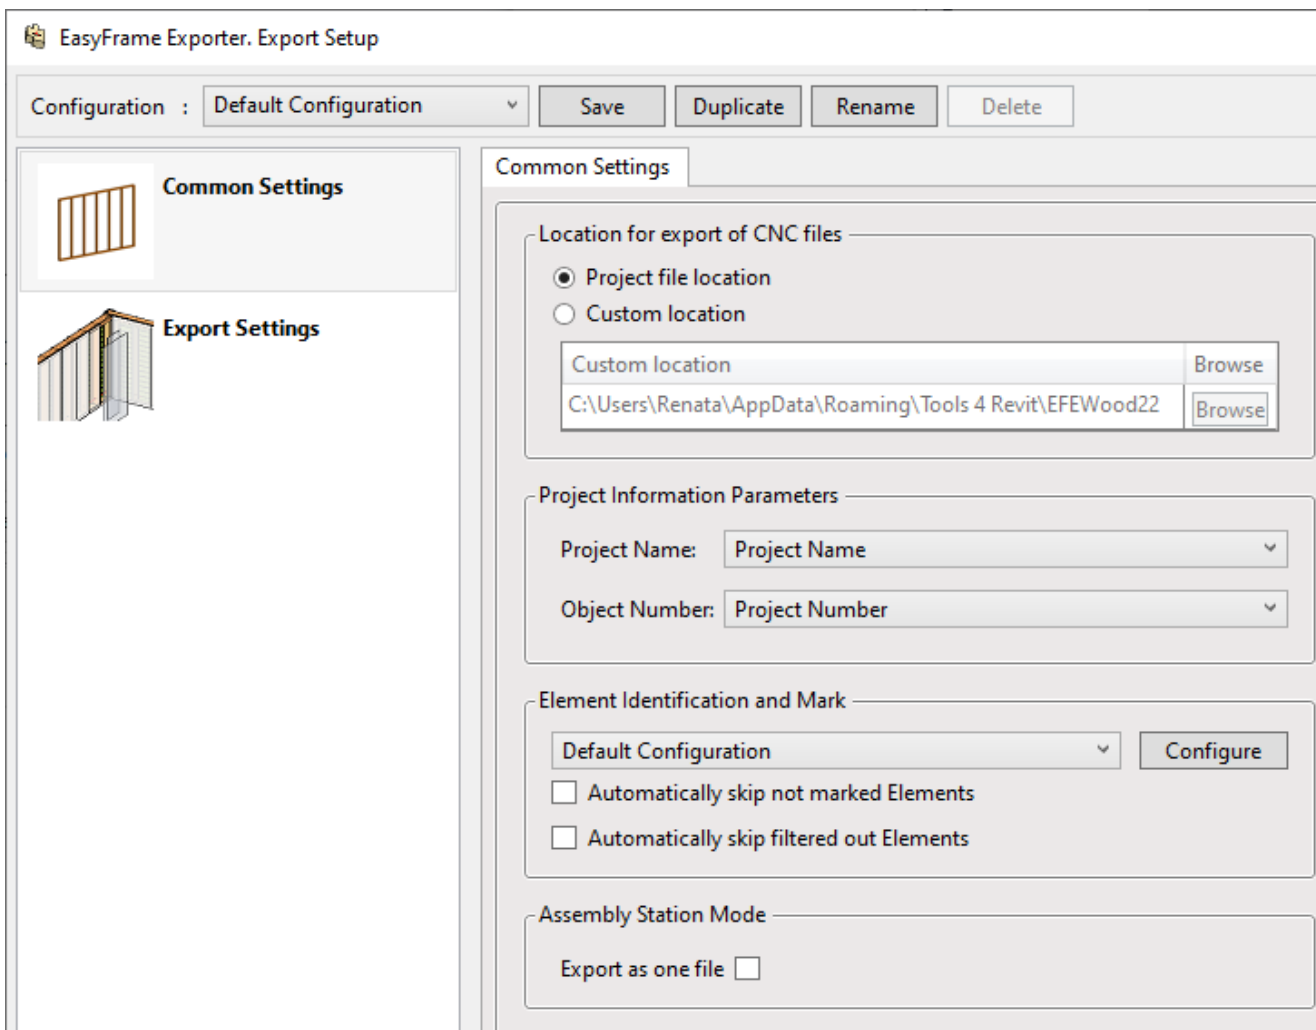 EasyFrame Exporter. Export Setup
Configuration : Default Configuration Save Duplicate Rename Delete
Common Settings
Export Settings
Common Settings
Location for export of CNC files
Project file location
Custom location
Custom location Browse
C:\Users\Renata\AppData\Roaming\Tools 4 Revit\EFEWood22 Browse
Project Information Parameters
Project Name: Project Name
Object Number: Project Number
Element Identification and Mark
Default Configuration Configure
Automatically skip not marked Elements
Automatically skip filtered out Elements
Assembly Station Mode
Export as one file